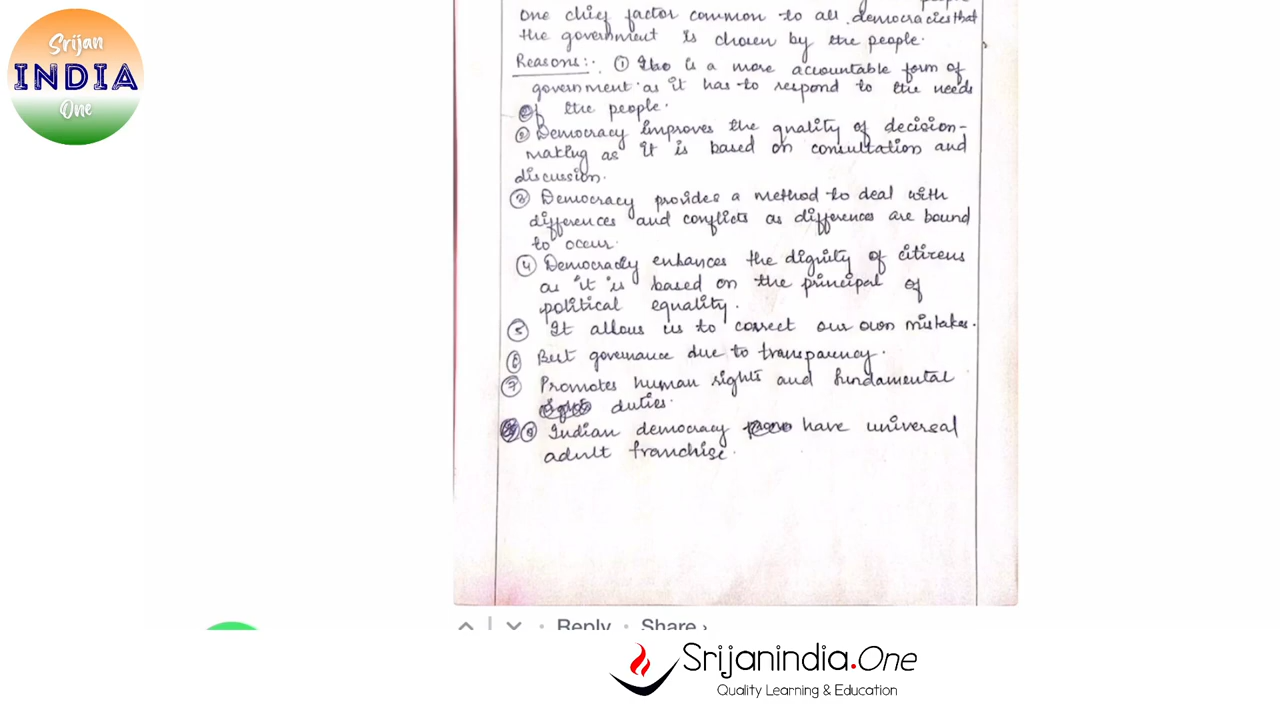 Srijan
INDIA
One
people
One chief factor common to all democracies that
the government is chosen by the people.
Reasons:- ① Also is a more accountable form of
government as it has to respond to the needs
of the people.
② Democracy improves the quality of decision-
making as it is based on consultation and
discussion.
③ Democracy provides a method to deal with
differences and conflicts as differences are bound
to occur.
④ Democracy enhances the dignity of citizens
as it is based on the principal of
political equality.
⑤ It allows us to correct our own mistakes.
⑥ Best governance due to transparency.
⑦ Promotes human rights and fundamental
duties.
⑧ Indian democracy have universal
adult franchise.
Reply · Share ›
Srijanindia.One
Quality Learning & Education